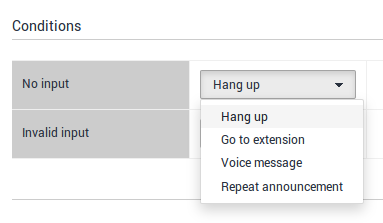 Conditions
No input
Hang up
Hang up
Go to extension
Invalid input
Voice message
Repeat announcement